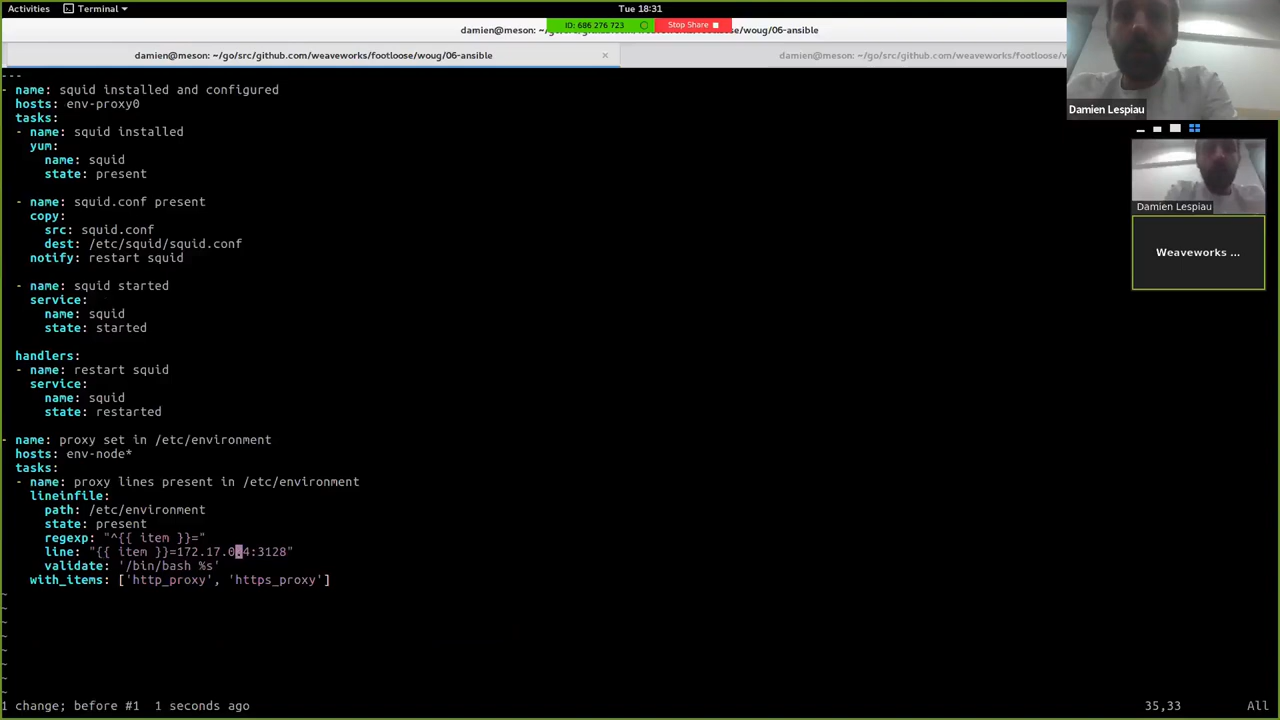 Activities Terminal Tue 18:31
ID: 686 276 723 Stop Share
damien@meson: ~/go/src/github.com/weaveworks/footloose/woug/06-ansible
damien@meson: ~/go/src/github.com/weaveworks/footloose/woug/06-ansible ×
damien@meson: ~/go/src/github.com/weaveworks/footloose/w
Damien Lespiau
Damien Lespiau
Weaveworks ...
---
- name: squid installed and configured
  hosts: env-proxy0
  tasks:
  - name: squid installed
    yum:
      name: squid
      state: present

  - name: squid.conf present
    copy:
      src: squid.conf
      dest: /etc/squid/squid.conf
    notify: restart squid

  - name: squid started
    service:
      name: squid
      state: started

  handlers:
  - name: restart squid
    service:
      name: squid
      state: restarted

- name: proxy set in /etc/environment
  hosts: env-node*
  tasks:
  - name: proxy lines present in /etc/environment
    lineinfile:
      path: /etc/environment
      state: present
      regexp: "^{{ item }}="
      line: "{{ item }}=172.17.0.4:3128"
      validate: '/bin/bash %s'
    with_items: ['http_proxy', 'https_proxy']
~
~
~
~
~
~
~
~
1 change; before #1 1 seconds ago 35,33 All